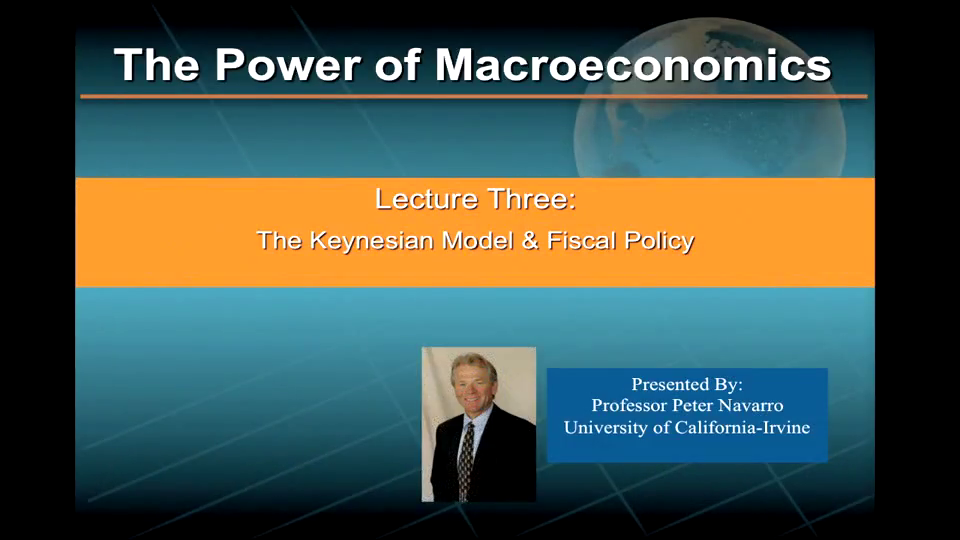 The Power of Macroeconomics
Lecture Three:
The Keynesian Model & Fiscal Policy
Presented By:
Professor Peter Navarro
University of California-Irvine